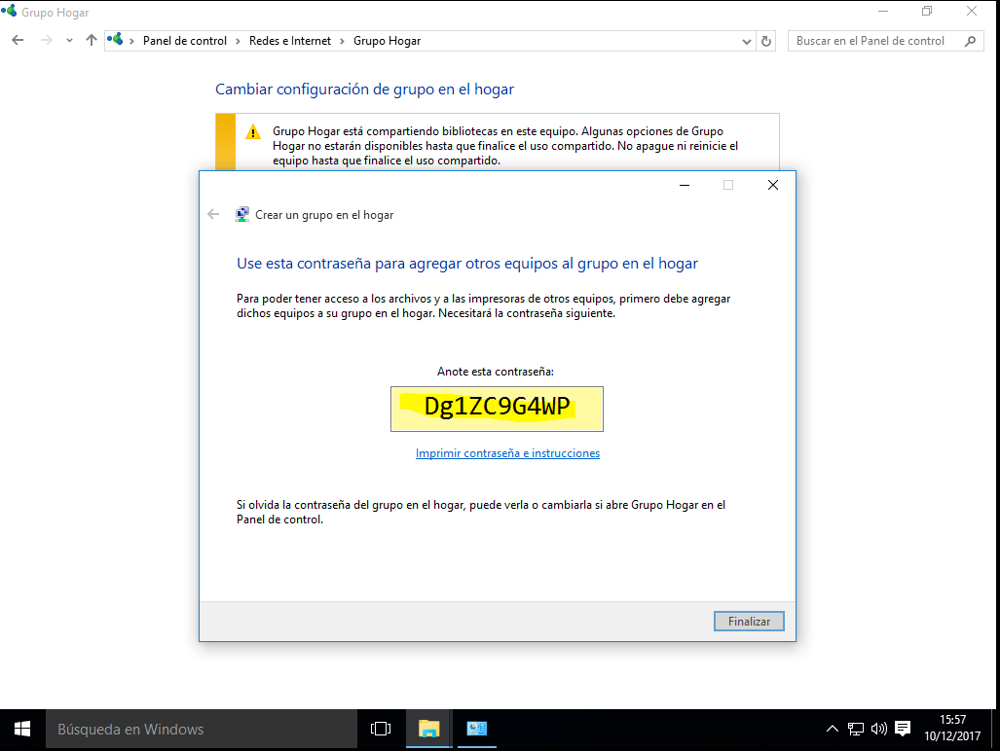 Grupo Hogar
Panel de control > Redes e Internet > Grupo Hogar
Buscar en el Panel de control
Cambiar configuración de grupo en el hogar
Grupo Hogar está compartiendo bibliotecas en este equipo. Algunas opciones de Grupo
Hogar no estarán disponibles hasta que finalice el uso compartido. No apague ni reinicie el
equipo hasta que finalice el uso compartido.
Crear un grupo en el hogar
Use esta contraseña para agregar otros equipos al grupo en el hogar
Para poder tener acceso a los archivos y a las impresoras de otros equipos, primero debe agregar
dichos equipos a su grupo en el hogar. Necesitará la contraseña siguiente.
Anote esta contraseña:
Dg1ZC9G4WP
Imprimir contraseña e instrucciones
Si olvida la contraseña del grupo en el hogar, puede verla o cambiarla si abre Grupo Hogar en el
Panel de control.
Finalizar
Búsqueda en Windows
15:57
10/12/2017